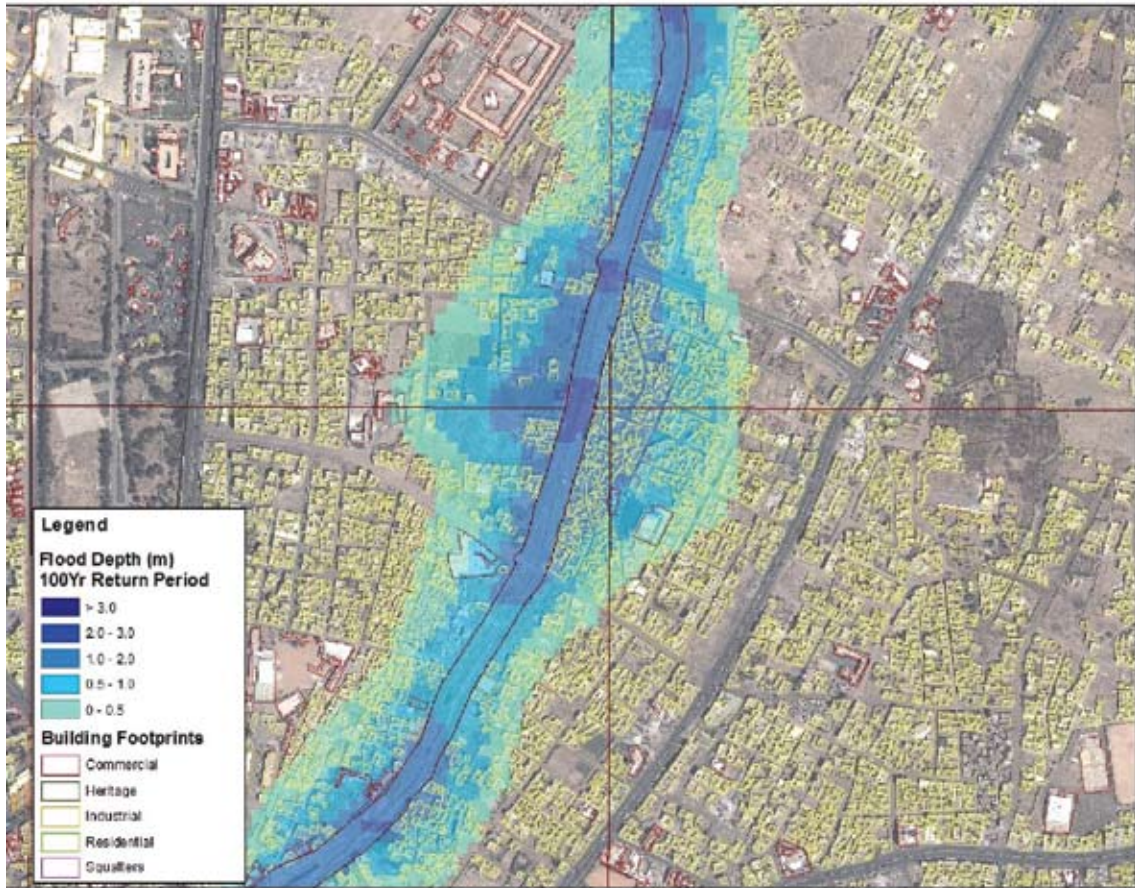 Legend
Flood Depth (m)
100Yr Return Period
> 3.0
2.0 - 3.0
1.0 - 2.0
0.5 - 1.0
0 - 0.5
Building Footprints
Commercial
Heritage
Industrial
Residential
Squatters